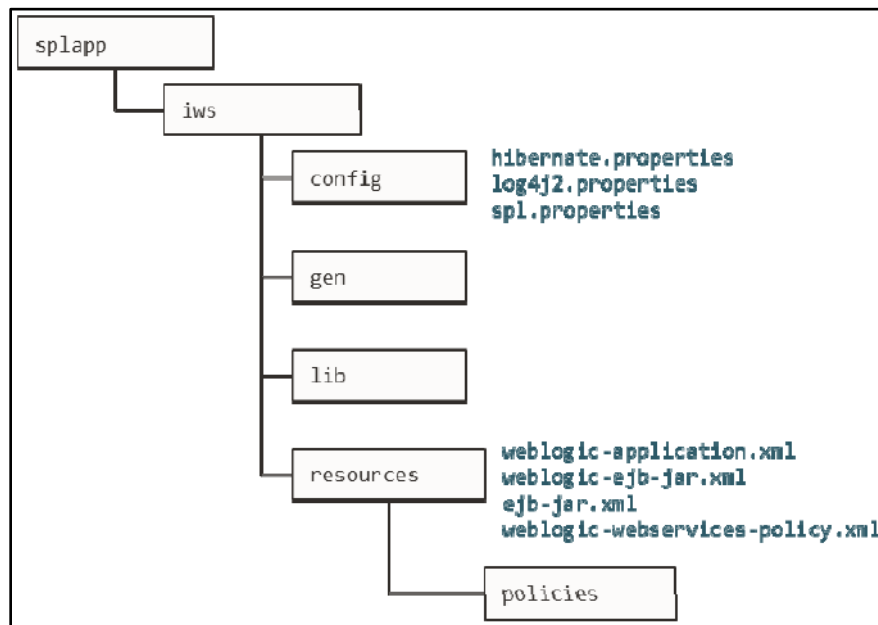 splapp
iws
config
hibernate.properties
log4j2.properties
spl.properties
gen
lib
resources
weblogic-application.xml
weblogic-ejb-jar.xml
ejb-jar.xml
weblogic-webservices-policy.xml
policies